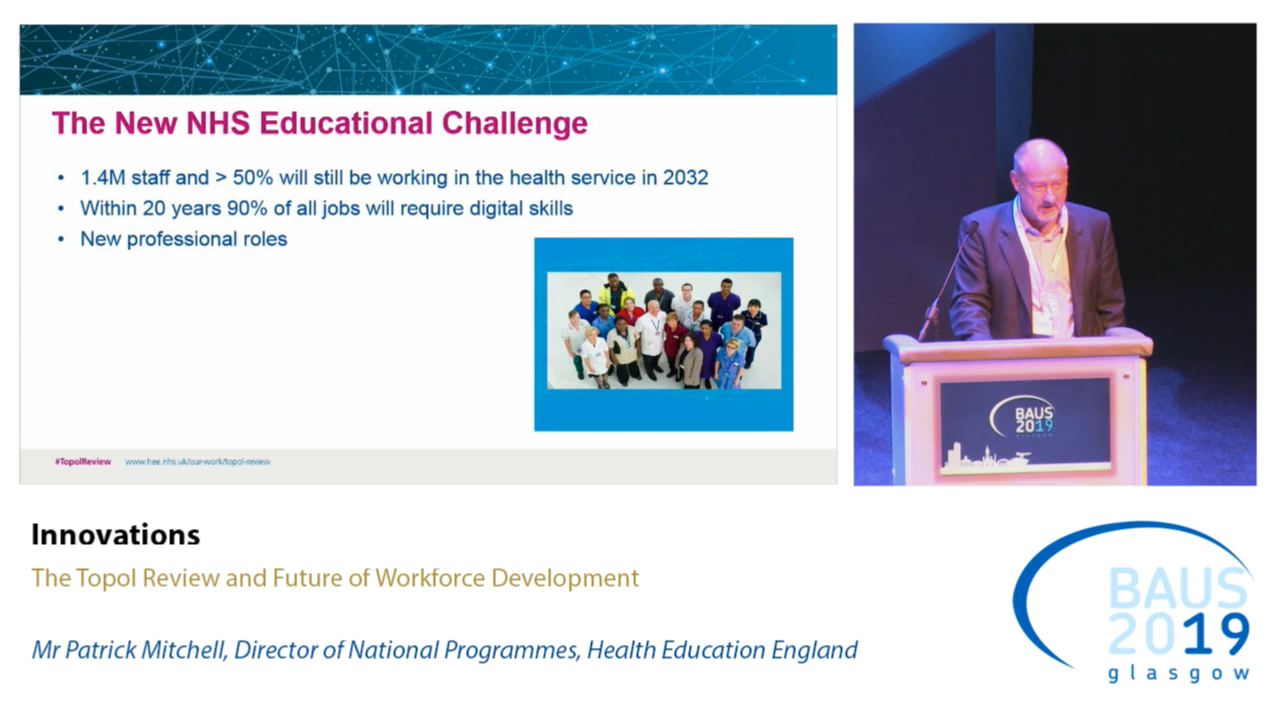 The New NHS Educational Challenge
• 1.4M staff and > 50% will still be working in the health service in 2032
• Within 20 years 90% of all jobs will require digital skills
• New professional roles
#TopolReview www.hee.nhs.uk/our-work/topol-review
BAUS
2019
glasgow
Innovations
The Topol Review and Future of Workforce Development
Mr Patrick Mitchell, Director of National Programmes, Health Education England
BAUS
2019
glasgow